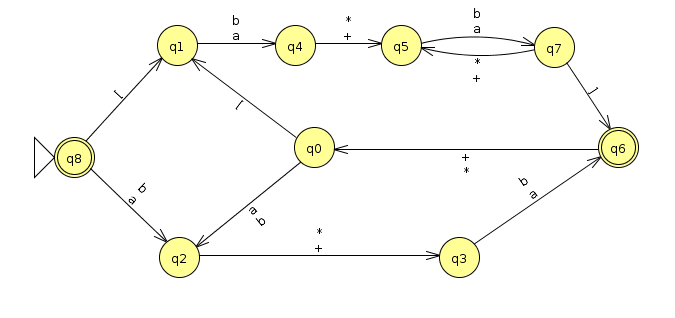 b
a
*
+
b
a
q1
q4
q5
q7
*
+
[
[
]
q8
q0
q6
+
*
b
a
b
a
a
b
*
+
q2
q3